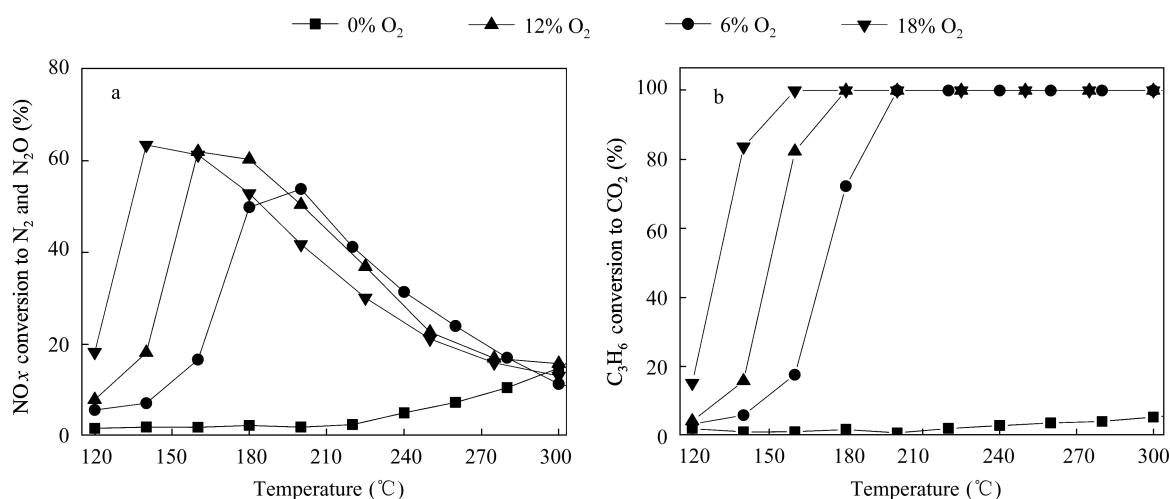 0% O₂ 12% O₂ 6% O₂ 18% O₂
a
NOx conversion to N₂ and N₂O (%)
80
60
40
20
0
120 150 180 210 240 270 300
Temperature (℃)
b
C₃H₆ conversion to CO₂ (%)
100
80
60
40
20
0
120 150 180 210 240 270 300
Temperature (℃)